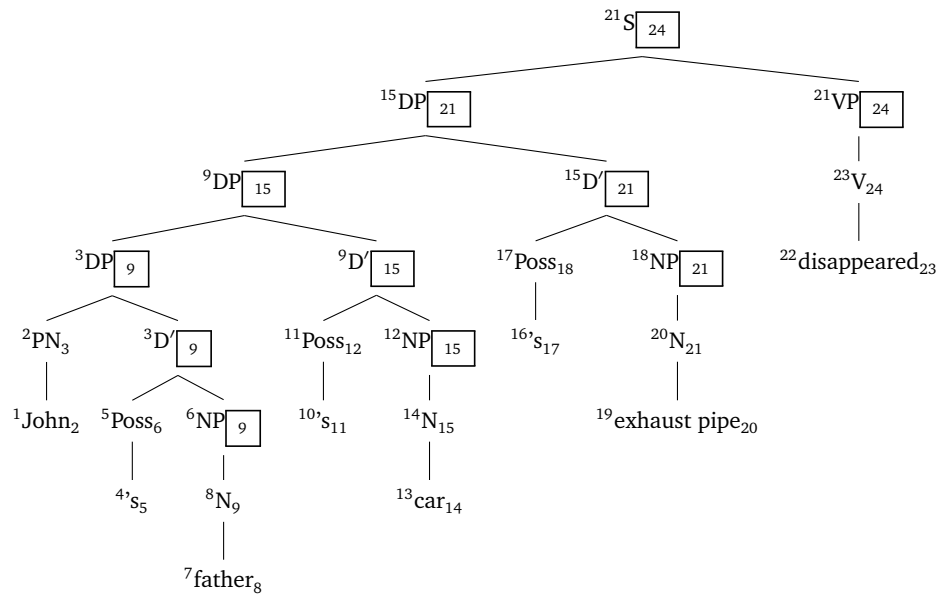 ²¹S 24
¹⁵DP 21 ²¹VP 24
⁹DP 15 ¹⁵D′ 21 ²³V₂₄
³DP 9 ⁹D′ 15 ¹⁷Poss₁₈ ¹⁸NP 21 ²²disappeared₂₃
²PN₃ ³D′ 9 ¹¹Poss₁₂ ¹²NP 15 ¹⁶'s₁₇ ²⁰N₂₁
¹John₂ ⁵Poss₆ ⁶NP 9 ¹⁰'s₁₁ ¹⁴N₁₅ ¹⁹exhaust pipe₂₀
⁴'s₅ ⁸N₉ ¹³car₁₄
⁷father₈